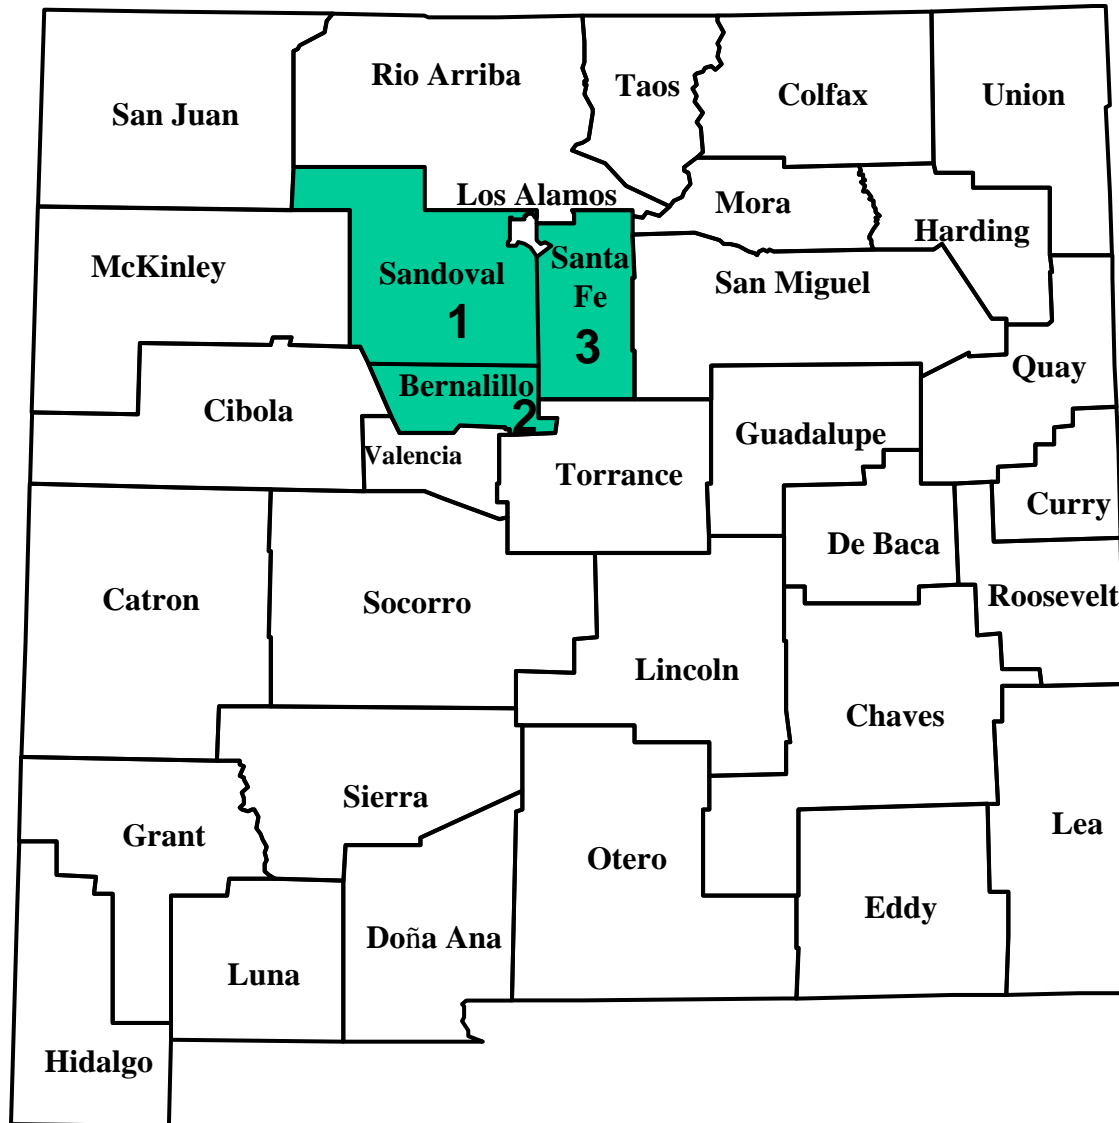 Rio Arriba
Taos
Colfax
Union
San Juan
Los Alamos
Mora
Harding
McKinley
Sandoval
1
Santa
Fe
3
San Miguel
Quay
Bernalillo
2
Cibola
Guadalupe
Valencia
Torrance
Curry
De Baca
Catron
Socorro
Roosevelt
Lincoln
Chaves
Sierra
Grant
Lea
Otero
Eddy
Doña Ana
Luna
Hidalgo